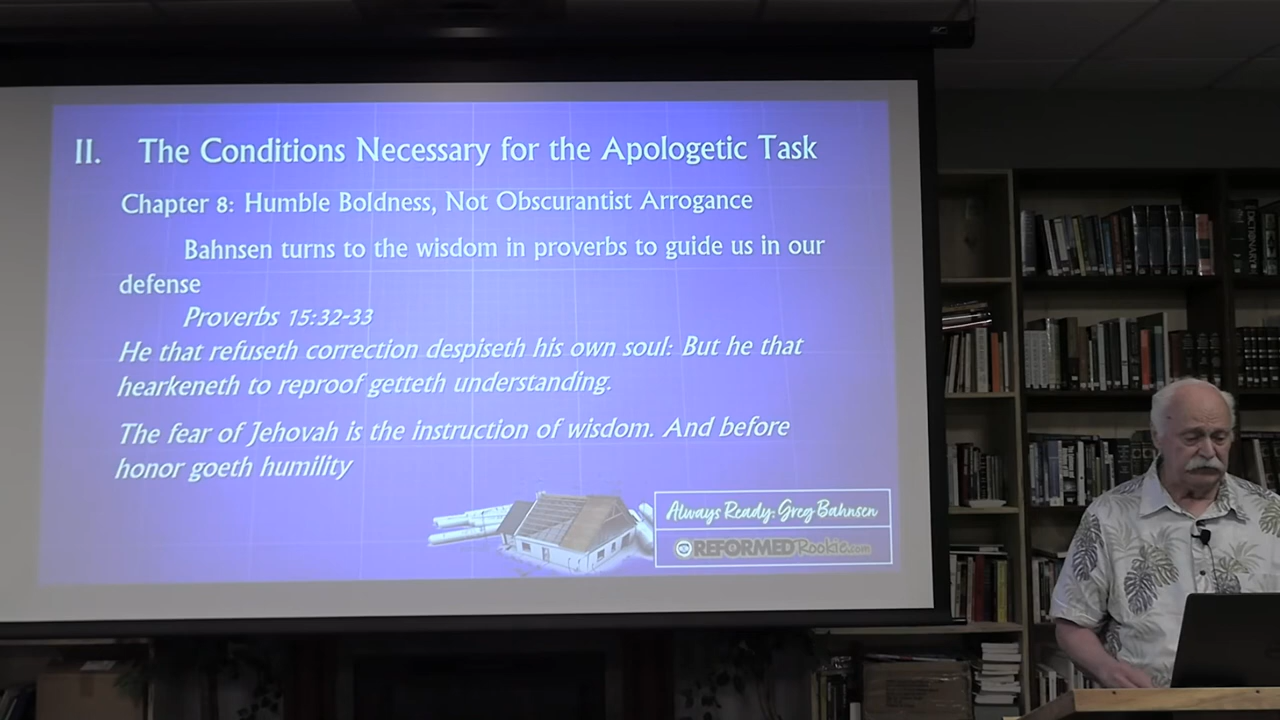 II. The Conditions Necessary for the Apologetic Task
Chapter 8: Humble Boldness, Not Obscurantist Arrogance
Bahnsen turns to the wisdom in proverbs to guide us in our
defense
Proverbs 15:32-33
He that refuseth correction despiseth his own soul: But he that
hearkeneth to reproof getteth understanding.
The fear of Jehovah is the instruction of wisdom. And before
honor goeth humility
Always Ready: Greg Bahnsen
REFORMEDRookie.com
DICTIONARY